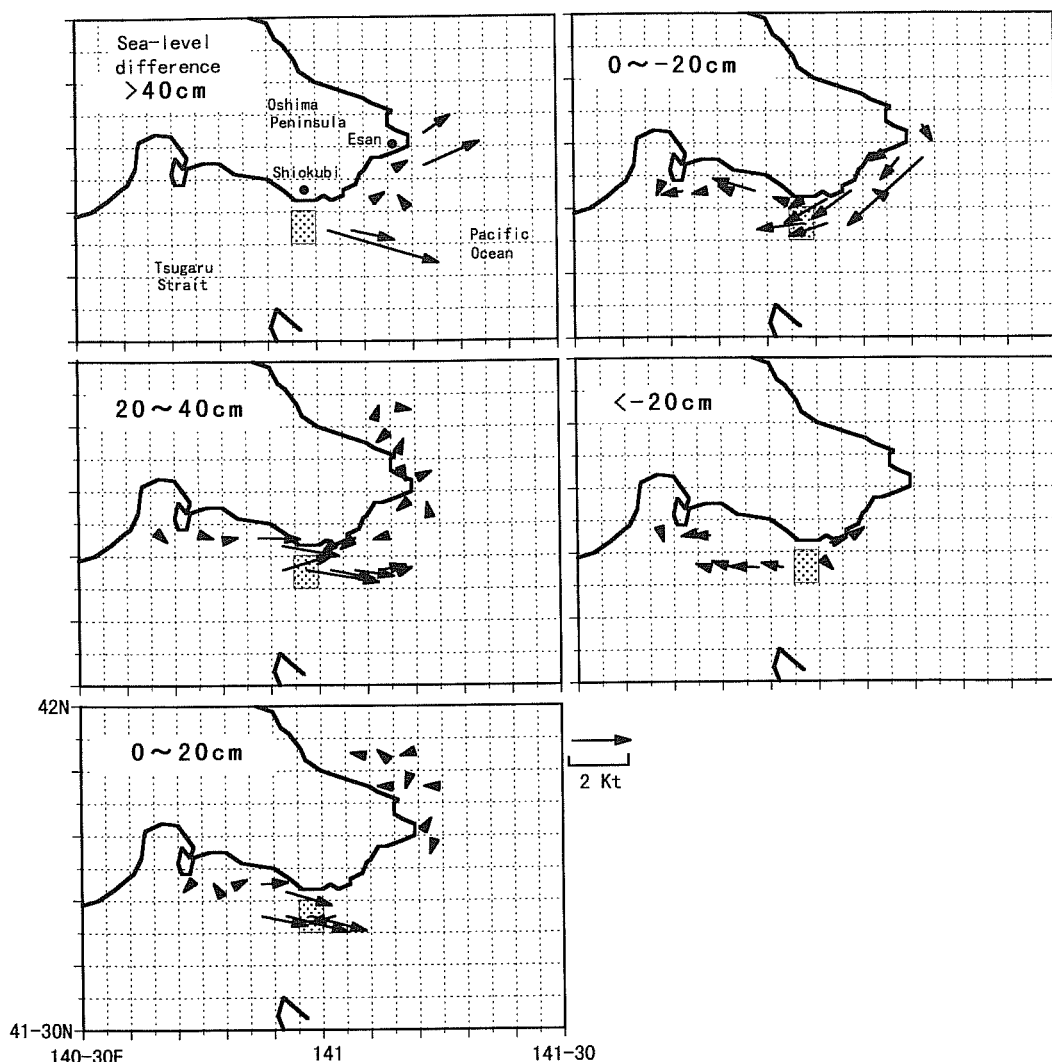 Sea-level
difference
>40cm
Oshima
Peninsula
Esan
Shiokubi
Pacific
Ocean
Tsugaru
Strait
0～-20cm
20～40cm
<-20cm
42N
0～20cm
2 Kt
41-30N
140-30E
141
141-30